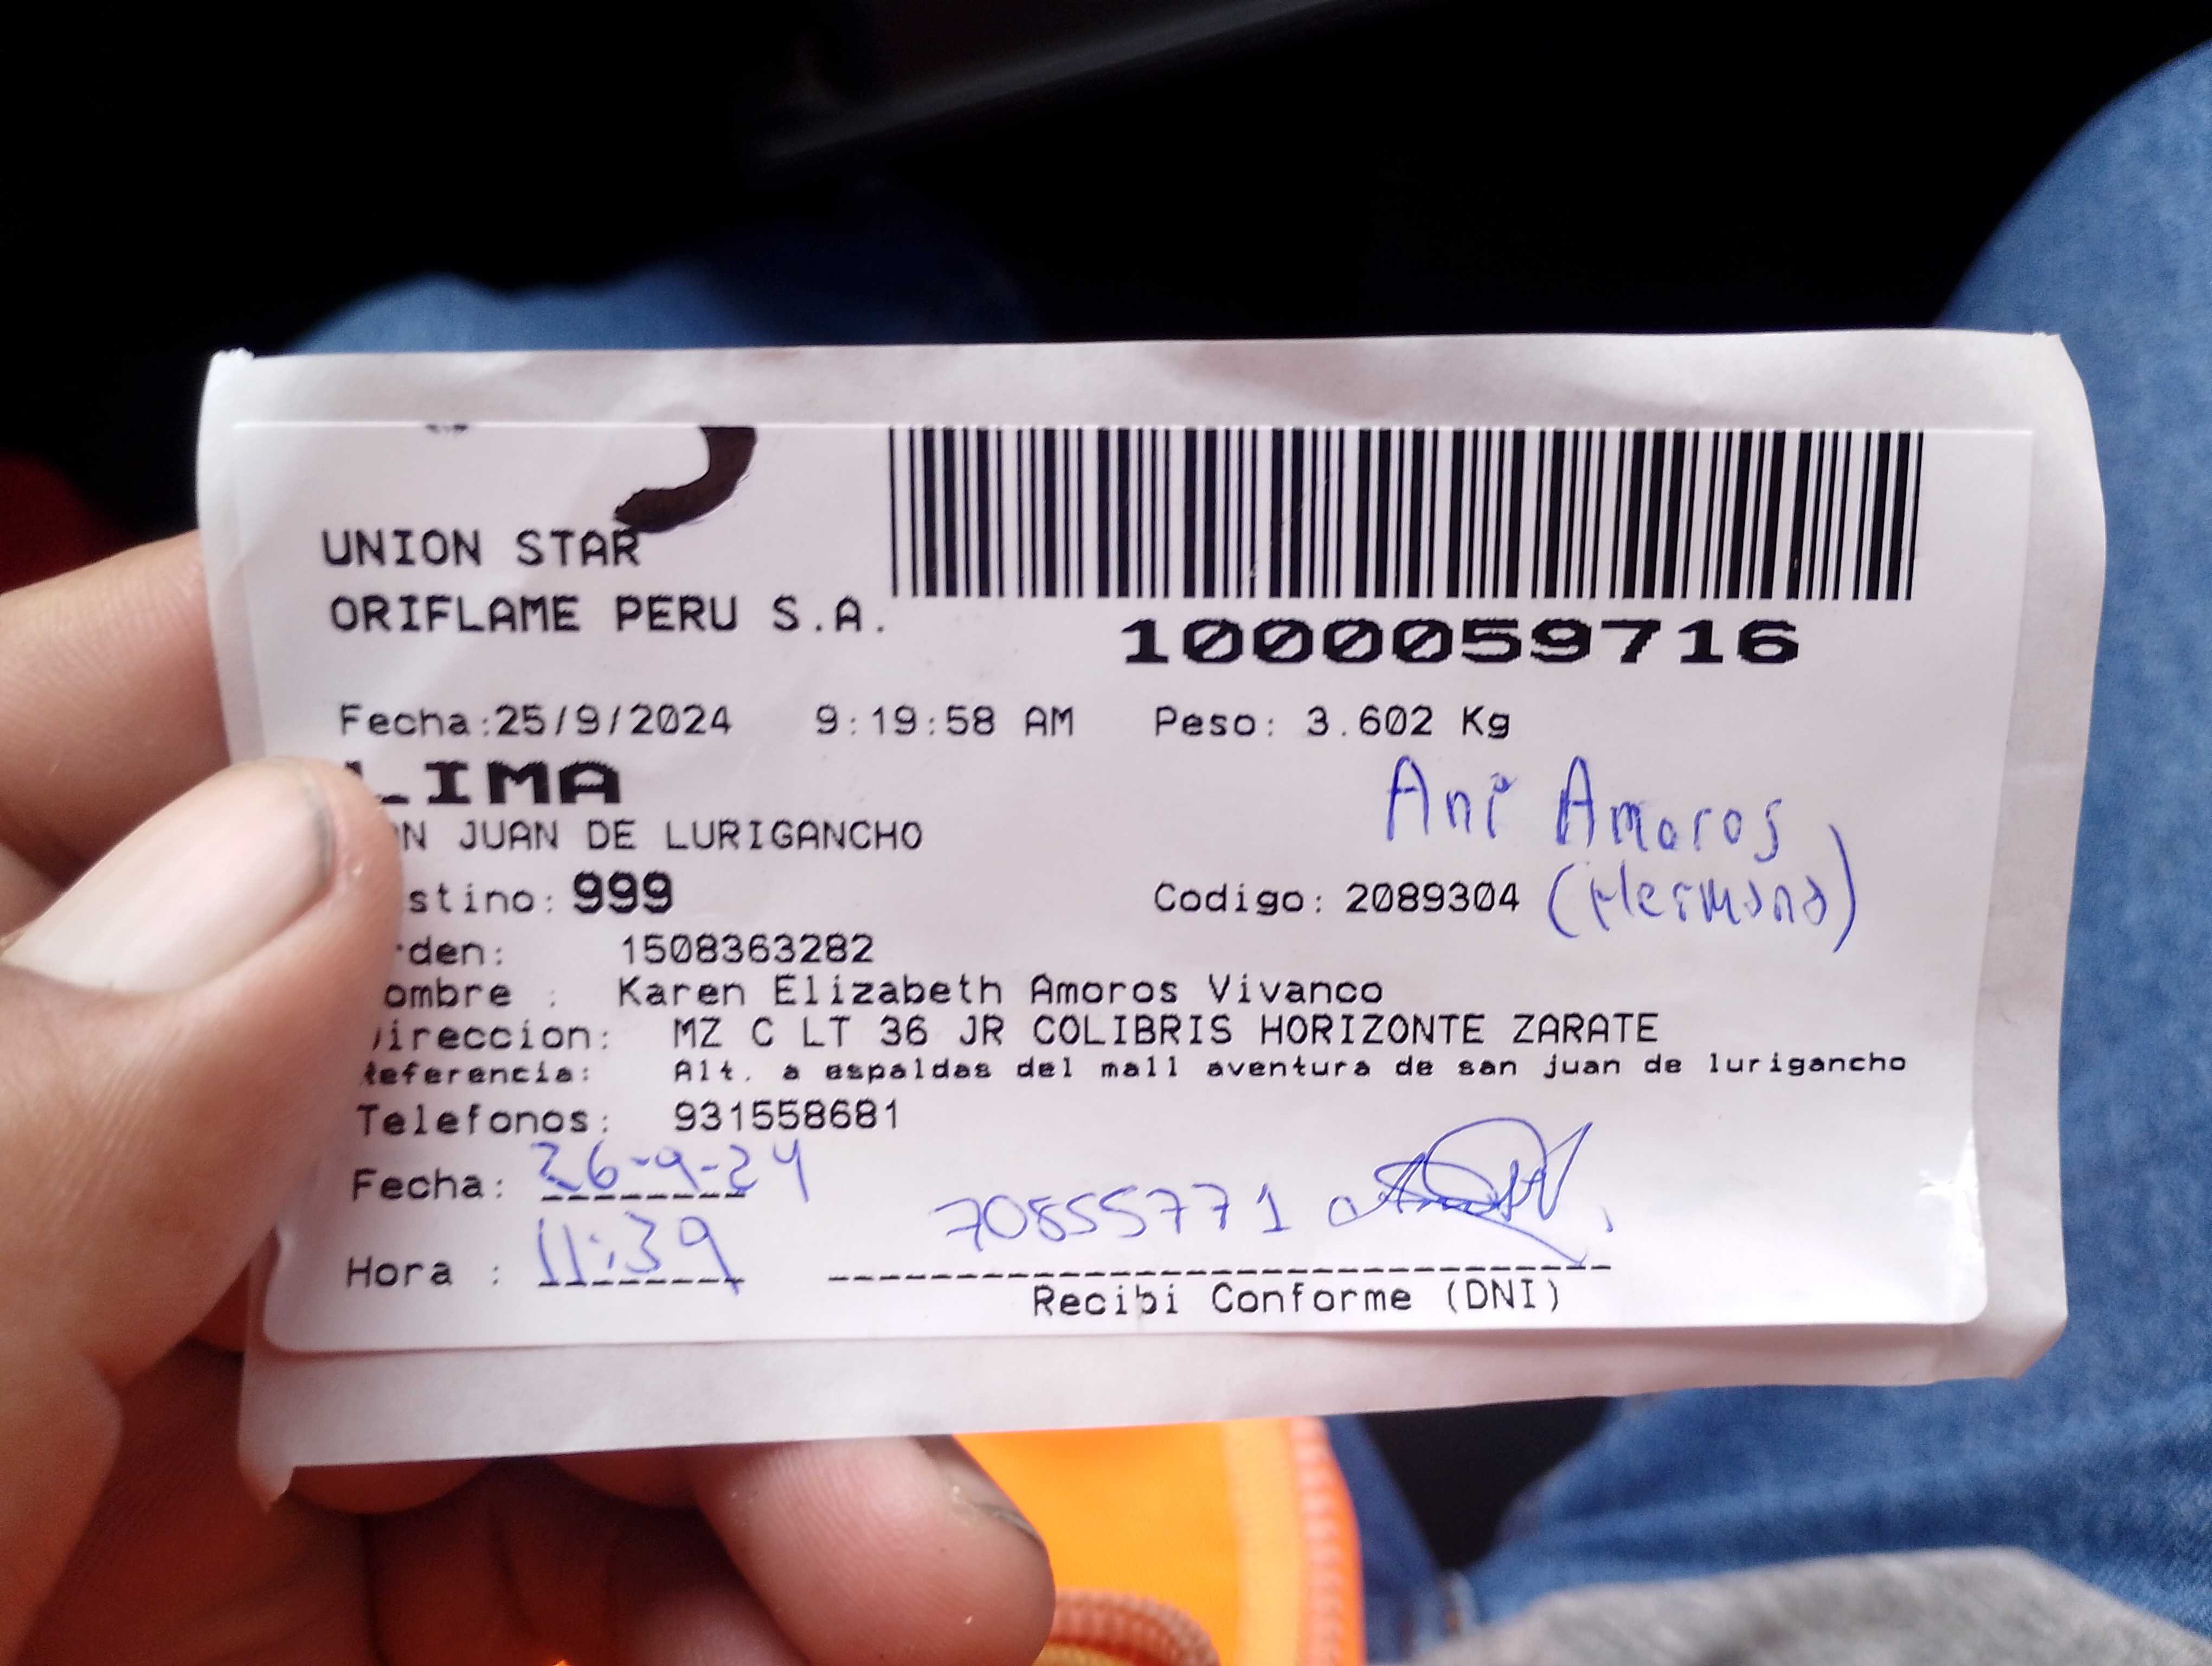 UNION STAR
ORIFLAME PERU S.A.
1000059716
Fecha:25/9/2024 9:19:58 AM Peso: 3.602 Kg
LIMA
Ani Amoros
N JUAN DE LURIGANCHO
stino: 999 Codigo: 2089304 (Hermana)
rden: 1508363282
ombre : Karen Elizabeth Amoros Vivanco
ireccion: MZ C LT 36 JR COLIBRIS HORIZONTE ZARATE
Referencia: Alt. a espaldas del mall aventura de san juan de lurigancho
Telefonos: 931558681
Fecha: 26-9-24
70855771
Hora : 11:39
Recibi Conforme (DNI)